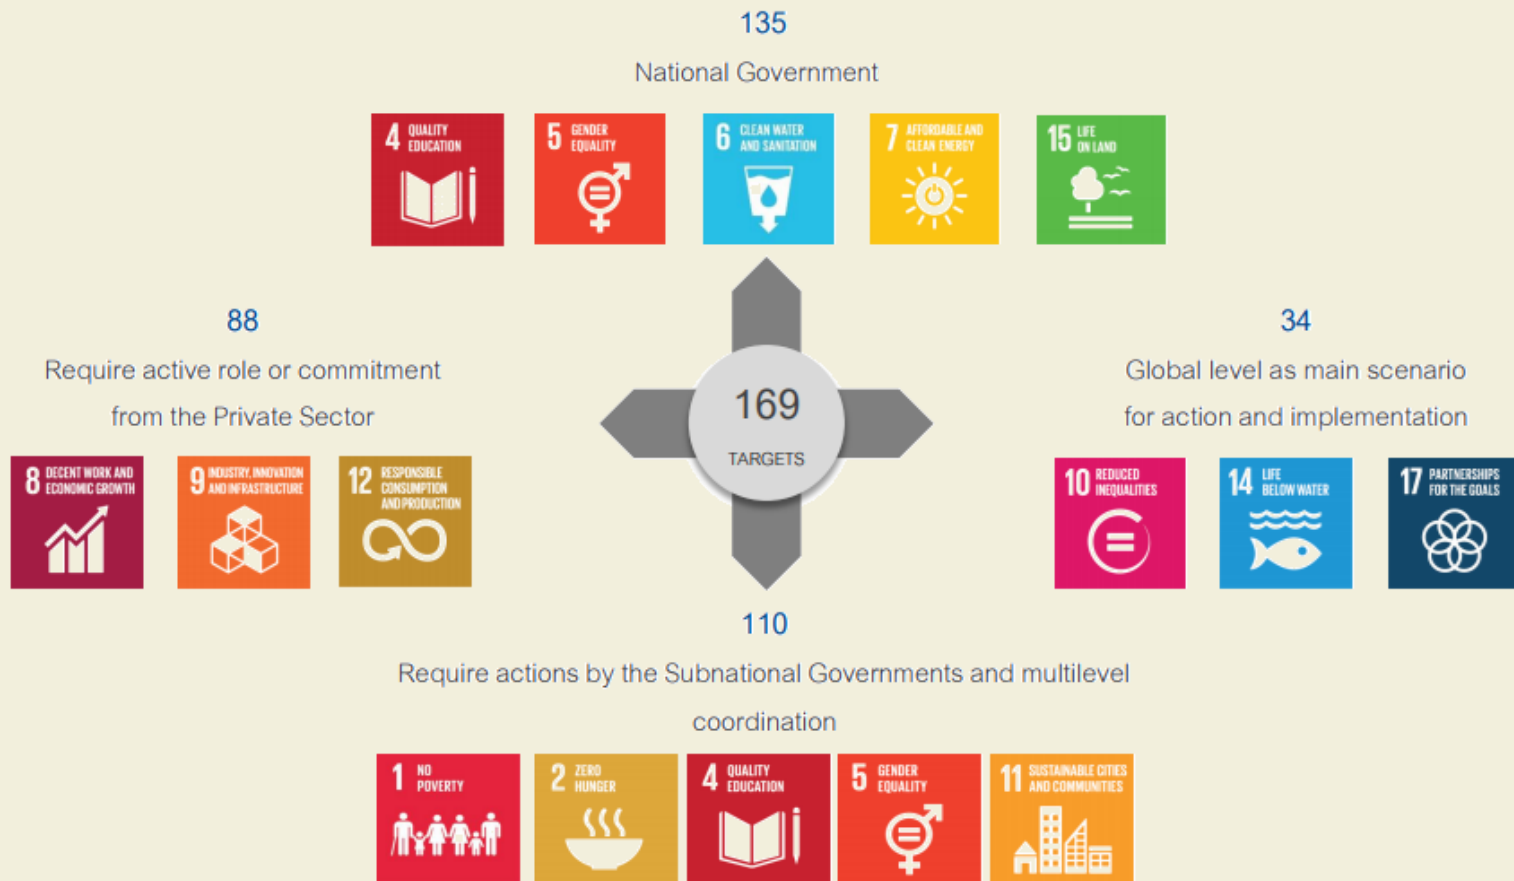 135
National Government
4 QUALITY
EDUCATION
5 GENDER
EQUALITY
6 CLEAN WATER
AND SANITATION
7 AFFORDABLE AND
CLEAN ENERGY
15 LIFE
ON LAND
88
Require active role or commitment
from the Private Sector
8 DECENT WORK AND
ECONOMIC GROWTH
9 INDUSTRY, INNOVATION
AND INFRASTRUCTURE
12 RESPONSIBLE
CONSUMPTION
AND PRODUCTION
169
TARGETS
34
Global level as main scenario
for action and implementation
10 REDUCED
INEQUALITIES
14 LIFE
BELOW WATER
17 PARTNERSHIPS
FOR THE GOALS
110
Require actions by the Subnational Governments and multilevel
coordination
1 NO
POVERTY
2 ZERO
HUNGER
4 QUALITY
EDUCATION
5 GENDER
EQUALITY
11 SUSTAINABLE CITIES
AND COMMUNITIES